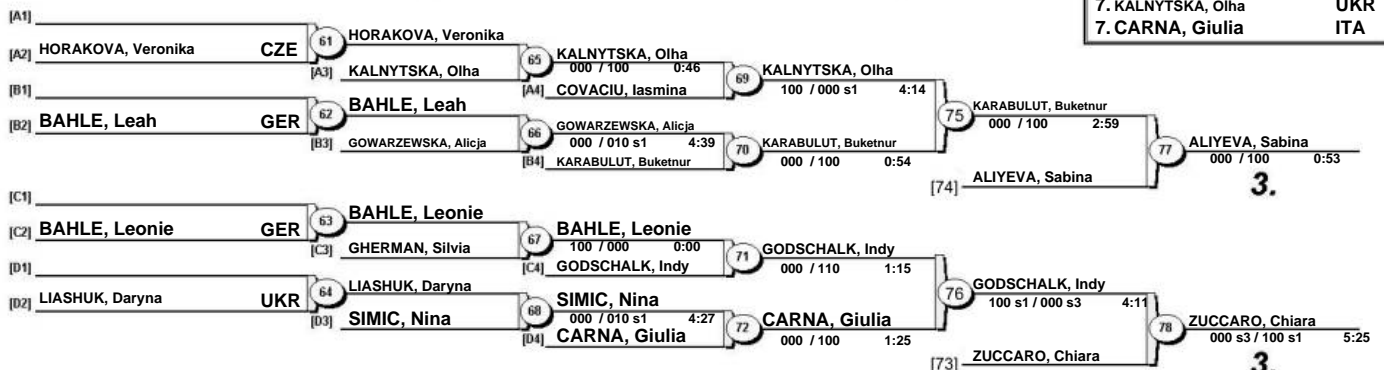 7. KALNYTSKA, Olha UKR
7. CARNA, Giulia ITA
[A1]
[A2] HORAKOVA, Veronika CZE
61
HORAKOVA, Veronika
[A3] KALNYTSKA, Olha
65
KALNYTSKA, Olha
000 / 100 0:46
[A4] COVACIU, Iasmina
69
KALNYTSKA, Olha
100 / 000 s1 4:14
[B1]
[B2] BAHLE, Leah GER
62
BAHLE, Leah
[B3] GOWARZEWSKA, Alicja
66
GOWARZEWSKA, Alicja
000 / 010 s1 4:39
[B4] KARABULUT, Buketnur
70
KARABULUT, Buketnur
000 / 100 0:54
75
KARABULUT, Buketnur
000 / 100 2:59
[74] ALIYEVA, Sabina
77
ALIYEVA, Sabina
000 / 100 0:53
3.
[C1]
[C2] BAHLE, Leonie GER
63
BAHLE, Leonie
[C3] GHERMAN, Silvia
67
BAHLE, Leonie
100 / 000 0:00
[C4] GODSCHALK, Indy
71
GODSCHALK, Indy
000 / 110 1:15
[D1]
[D2] LIASHUK, Daryna UKR
64
LIASHUK, Daryna
[D3] SIMIC, Nina
68
SIMIC, Nina
000 / 010 s1 4:27
[D4] CARNA, Giulia
72
CARNA, Giulia
000 / 100 1:25
76
GODSCHALK, Indy
100 s1 / 000 s3 4:11
[73] ZUCCARO, Chiara
78
ZUCCARO, Chiara
000 s3 / 100 s1 5:25
3.